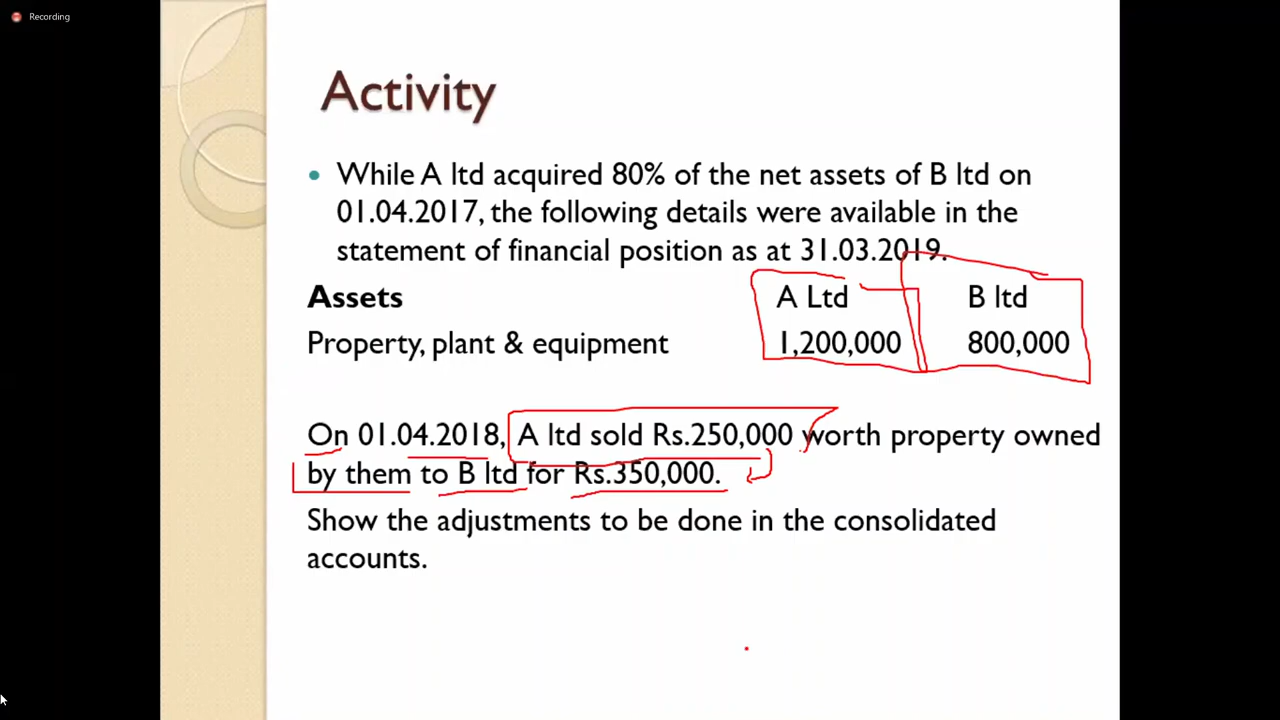 Recording
Activity
• While A ltd acquired 80% of the net assets of B ltd on
01.04.2017, the following details were available in the
statement of financial position as at 31.03.2019.
Assets A Ltd B ltd
Property, plant & equipment 1,200,000 800,000
On 01.04.2018, A ltd sold Rs.250,000 worth property owned
by them to B ltd for Rs.350,000.
Show the adjustments to be done in the consolidated
accounts.